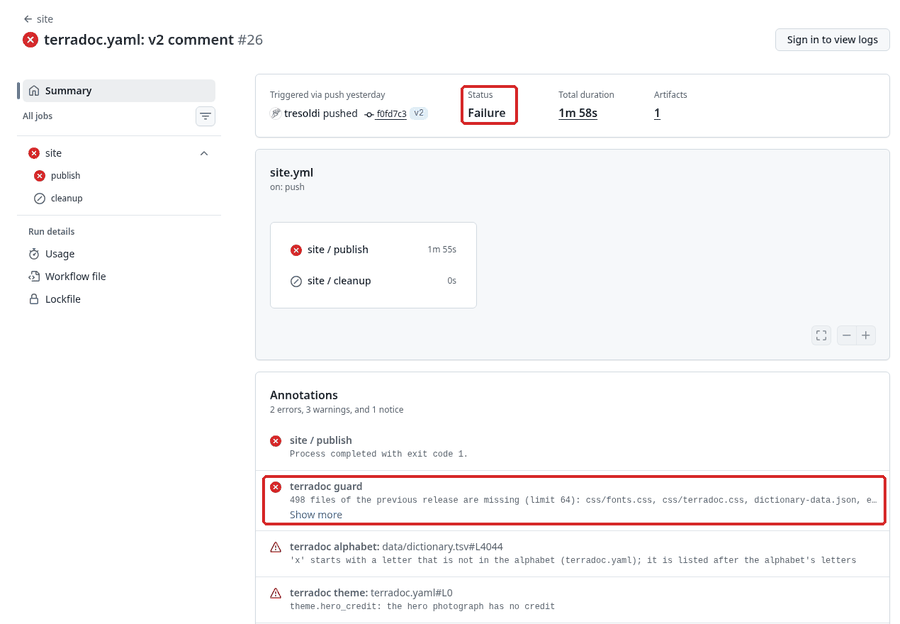 site
terradoc.yaml: v2 comment #26
Sign in to view logs
Summary
All jobs
site
publish
cleanup
Run details
Usage
Workflow file
Lockfile
Triggered via push yesterday
tresoldi pushed f0fd7c3 v2
Status
Failure
Total duration
1m 58s
Artifacts
1
site.yml
on: push
site / publish 1m 55s
site / cleanup 0s
Annotations
2 errors, 3 warnings, and 1 notice
site / publish
Process completed with exit code 1.
terradoc guard
498 files of the previous release are missing (limit 64): css/fonts.css, css/terradoc.css, dictionary-data.json, e…
Show more
terradoc alphabet: data/dictionary.tsv#L4044
'x' starts with a letter that is not in the alphabet (terradoc.yaml); it is listed after the alphabet's letters
terradoc theme: terradoc.yaml#L0
theme.hero_credit: the hero photograph has no credit